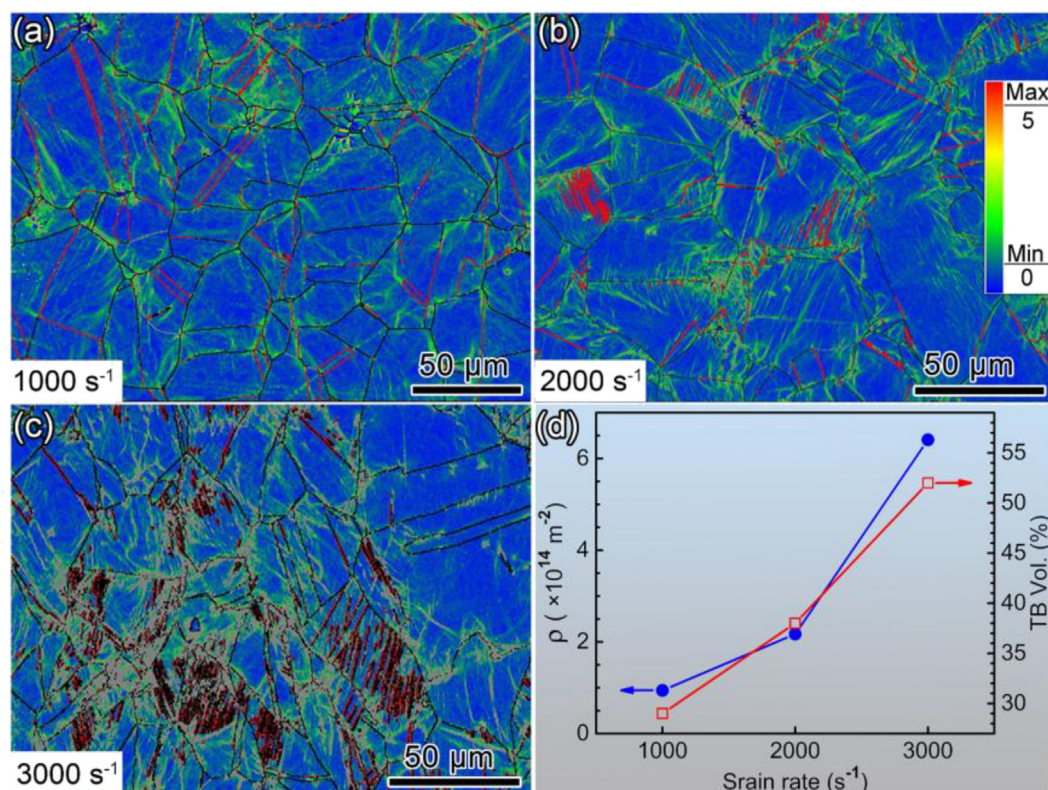 (a)
50 μm
1000 s⁻¹
(b)
Max
5
Min
0
50 μm
2000 s⁻¹
(c)
50 μm
3000 s⁻¹
(d)
6
4
2
0
ρ ( ×10¹⁴ m⁻²)
55
50
45
40
35
30
TB Vol. (%)
1000 2000 3000
Srain rate (s⁻¹)